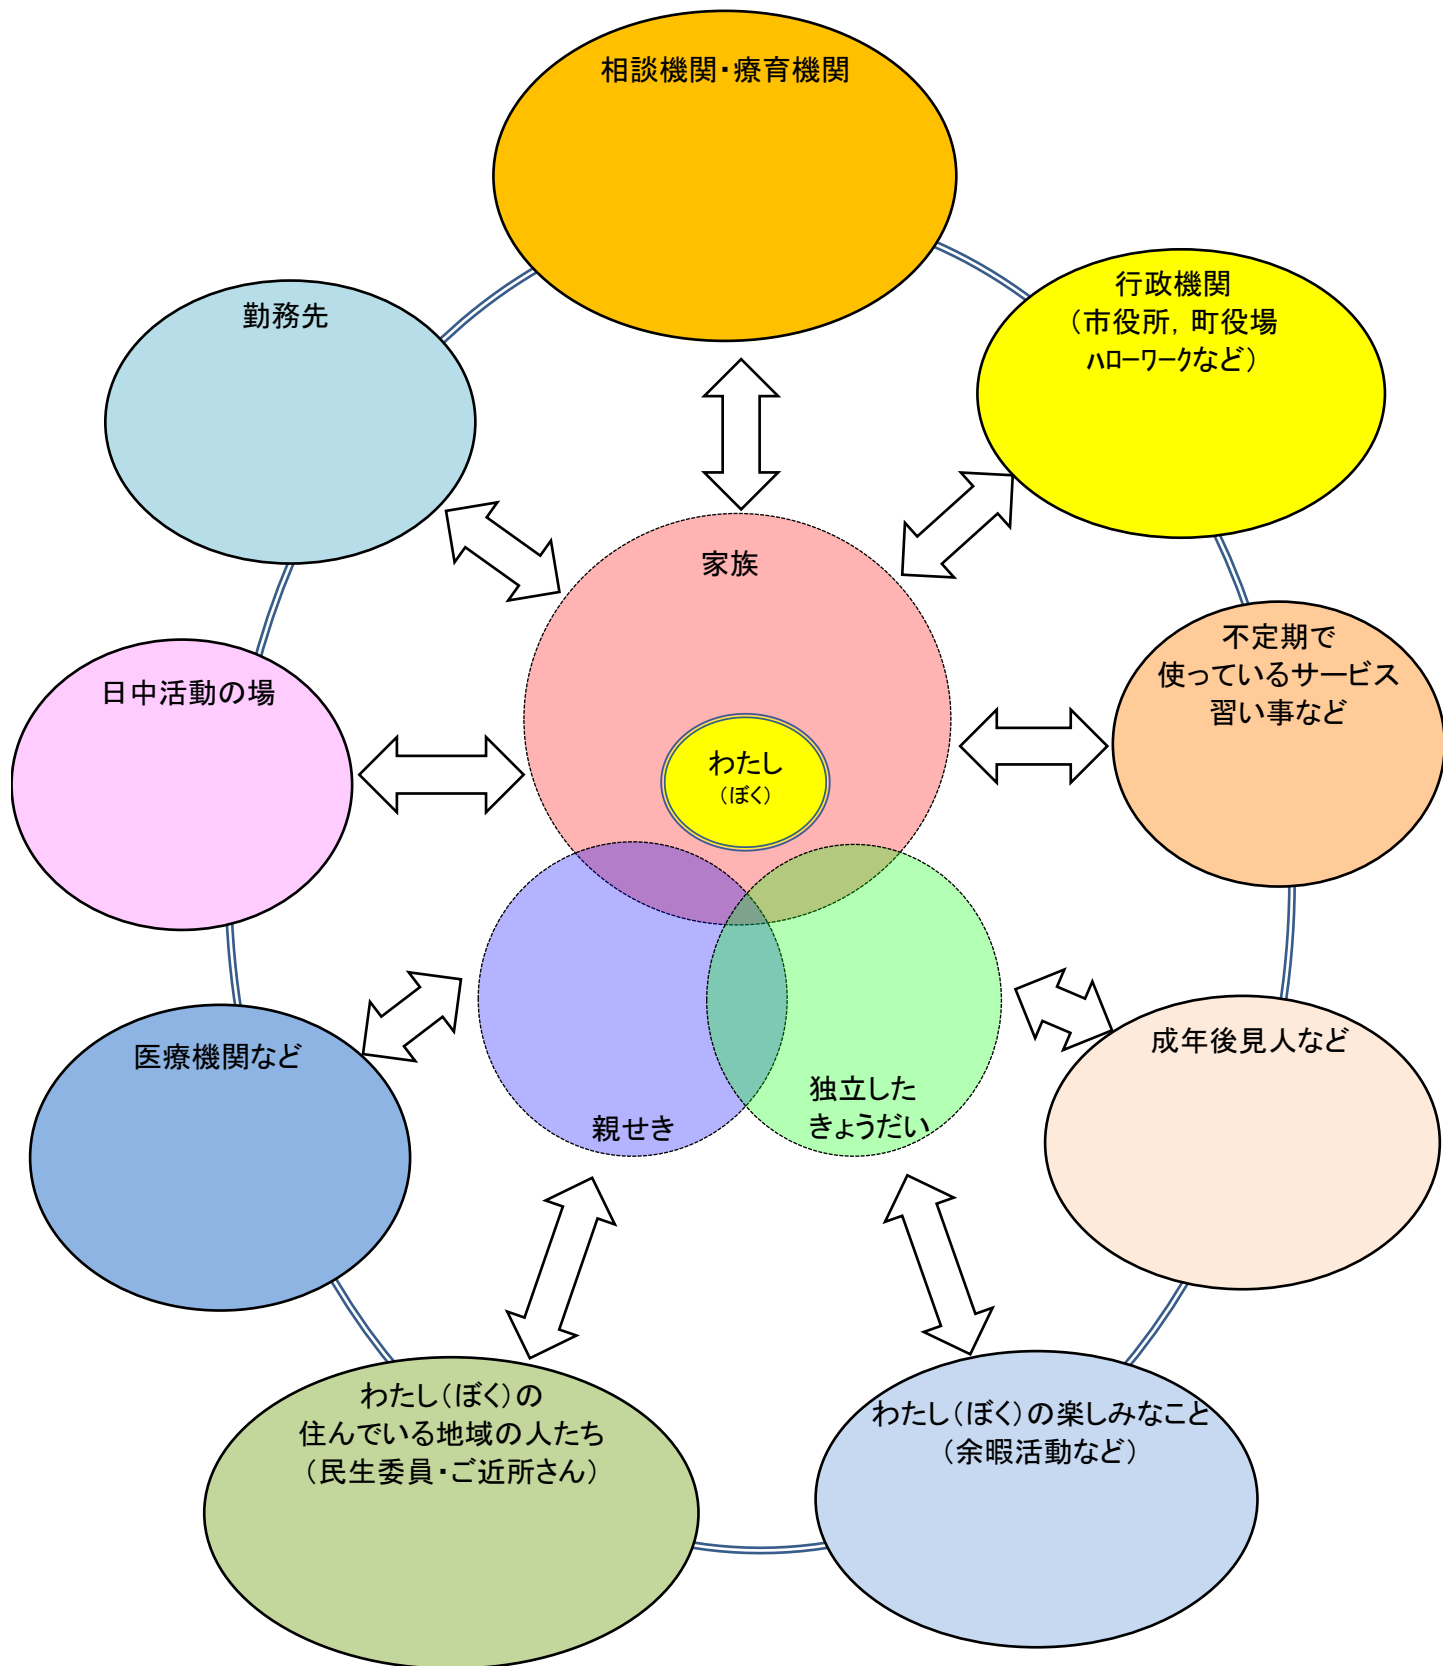 相談機関・療育機関
行政機関
（市役所，町役場
ﾊﾛｰﾜｰｸなど）
勤務先
家族
不定期で
使っているサービス
習い事など
日中活動の場
わたし
（ぼく）
医療機関など
成年後見人など
独立した
きょうだい
親せき
わたし（ぼく）の
住んでいる地域の人たち
（民生委員・ご近所さん）
わたし（ぼく）の楽しみなこと
（余暇活動など）